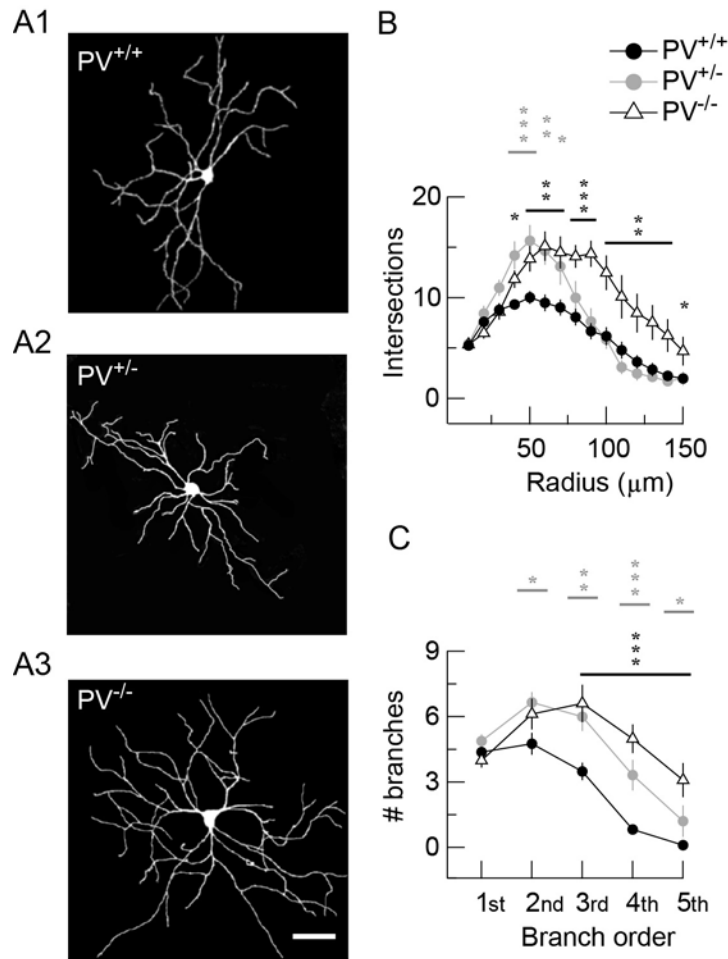 A1
PV+/+
A2
PV+/-
A3
PV-/-
B
PV+/+
PV+/-
PV-/-
*** ** *
* ** *** ** *
20
10
0
Intersections
50 100 150
Radius (μm)
C
* ** *** *
***
9
6
3
0
# branches
1st 2nd 3rd 4th 5th
Branch order